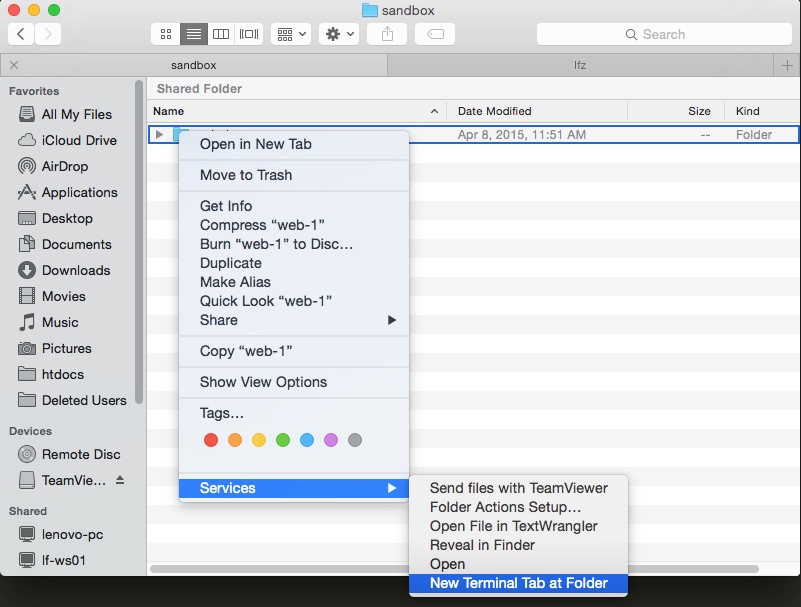 sandbox
Search
sandbox
lfz
Favorites
All My Files
iCloud Drive
AirDrop
Applications
Desktop
Documents
Downloads
Movies
Music
Pictures
htdocs
Deleted Users
Devices
Remote Disc
TeamVie…
Shared
lenovo-pc
lf-ws01
Shared Folder
Name Date Modified Size Kind
Apr 8, 2015, 11:51 AM -- Folder
Open in New Tab
Move to Trash
Get Info
Compress “web-1”
Burn “web-1” to Disc…
Duplicate
Make Alias
Quick Look “web-1”
Share
Copy “web-1”
Show View Options
Tags…
Services
Send files with TeamViewer
Folder Actions Setup…
Open File in TextWrangler
Reveal in Finder
Open
New Terminal Tab at Folder